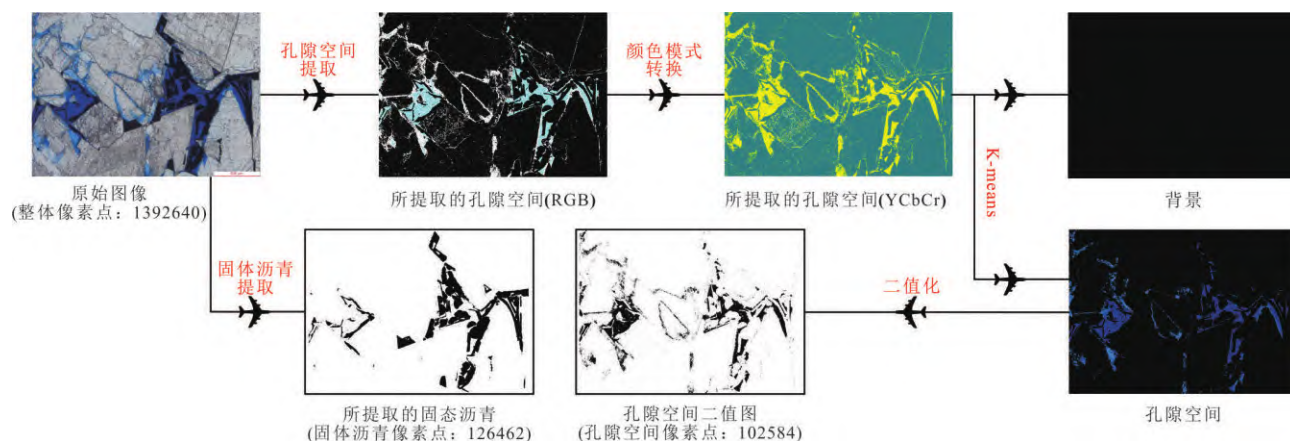 孔隙空间
提取
颜色模式
转换
原始图像
(整体像素点：1392640)
所提取的孔隙空间(RGB)
所提取的孔隙空间(YCbCr)
背景
K-means
固体沥青
提取
二值化
所提取的固态沥青
(固体沥青像素点：126462)
孔隙空间二值图
(孔隙空间像素点：102584)
孔隙空间